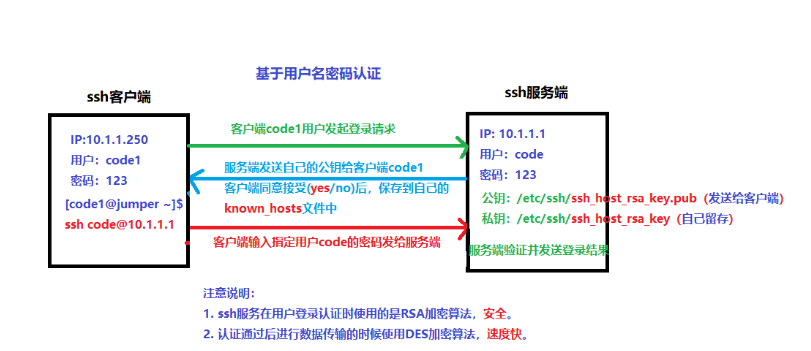 基于用户名密码认证
ssh客户端
IP:10.1.1.250
用户：code1
密码：123
[code1@jumper ~]$
ssh code@10.1.1.1
客户端code1用户发起登录请求
服务端发送自己的公钥给客户端code1
客户端同意接受(yes/no)后，保存到自己的
known_hosts文件中
客户端输入指定用户code的密码发给服务端
ssh服务端
IP: 10.1.1.1
用户：code
密码：123
公钥：/etc/ssh/ssh_host_rsa_key.pub（发送给客户端）
私钥：/etc/ssh/ssh_host_rsa_key（自己留存）
服务端验证并发送登录结果
注意说明：
1. ssh服务在用户登录认证时使用的是RSA加密算法，安全。
2. 认证通过后进行数据传输的时候使用DES加密算法，速度快。